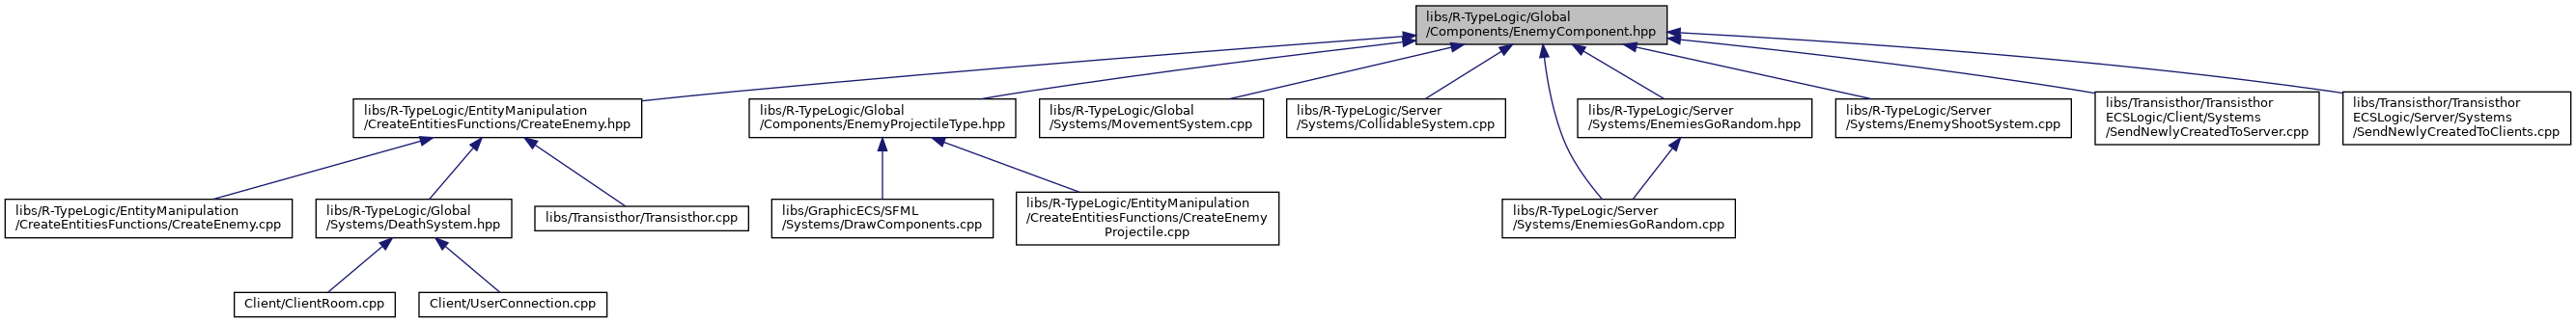 libs/R-TypeLogic/Global
/Components/EnemyComponent.hpp
libs/R-TypeLogic/EntityManipulation
/CreateEntitiesFunctions/CreateEnemy.hpp
libs/R-TypeLogic/Global
/Components/EnemyProjectileType.hpp
libs/R-TypeLogic/Global
/Systems/MovementSystem.cpp
libs/R-TypeLogic/Server
/Systems/CollidableSystem.cpp
libs/R-TypeLogic/Server
/Systems/EnemiesGoRandom.hpp
libs/R-TypeLogic/Server
/Systems/EnemyShootSystem.cpp
libs/Transisthor/Transisthor
ECSLogic/Client/Systems
/SendNewlyCreatedToServer.cpp
libs/Transisthor/Transisthor
ECSLogic/Server/Systems
/SendNewlyCreatedToClients.cpp
libs/R-TypeLogic/EntityManipulation
/CreateEntitiesFunctions/CreateEnemy.cpp
libs/R-TypeLogic/Global
/Systems/DeathSystem.hpp
libs/Transisthor/Transisthor.cpp
libs/GraphicECS/SFML
/Systems/DrawComponents.cpp
libs/R-TypeLogic/EntityManipulation
/CreateEntitiesFunctions/CreateEnemy
Projectile.cpp
libs/R-TypeLogic/Server
/Systems/EnemiesGoRandom.cpp
Client/ClientRoom.cpp
Client/UserConnection.cpp